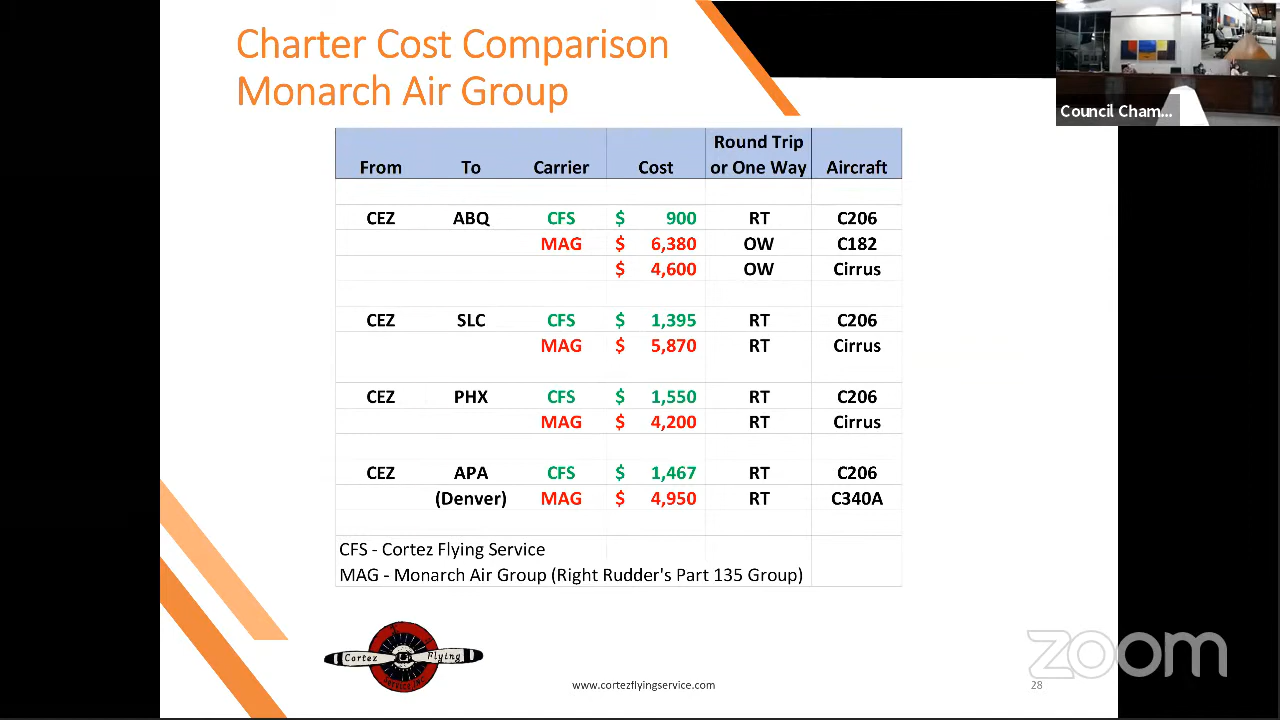 Charter Cost Comparison
Monarch Air Group
Council Cham...
From To Carrier Cost Round Trip or One Way Aircraft
CEZ ABQ CFS $ 900 RT C206
MAG $ 6,380 OW C182
$ 4,600 OW Cirrus
CEZ SLC CFS $ 1,395 RT C206
MAG $ 5,870 RT Cirrus
CEZ PHX CFS $ 1,550 RT C206
MAG $ 4,200 RT Cirrus
CEZ APA CFS $ 1,467 RT C206
(Denver) MAG $ 4,950 RT C340A
CFS - Cortez Flying Service
MAG - Monarch Air Group (Right Rudder's Part 135 Group)
Cortez Flying
Service, Inc.
www.cortezflyingservice.com
28
zoom